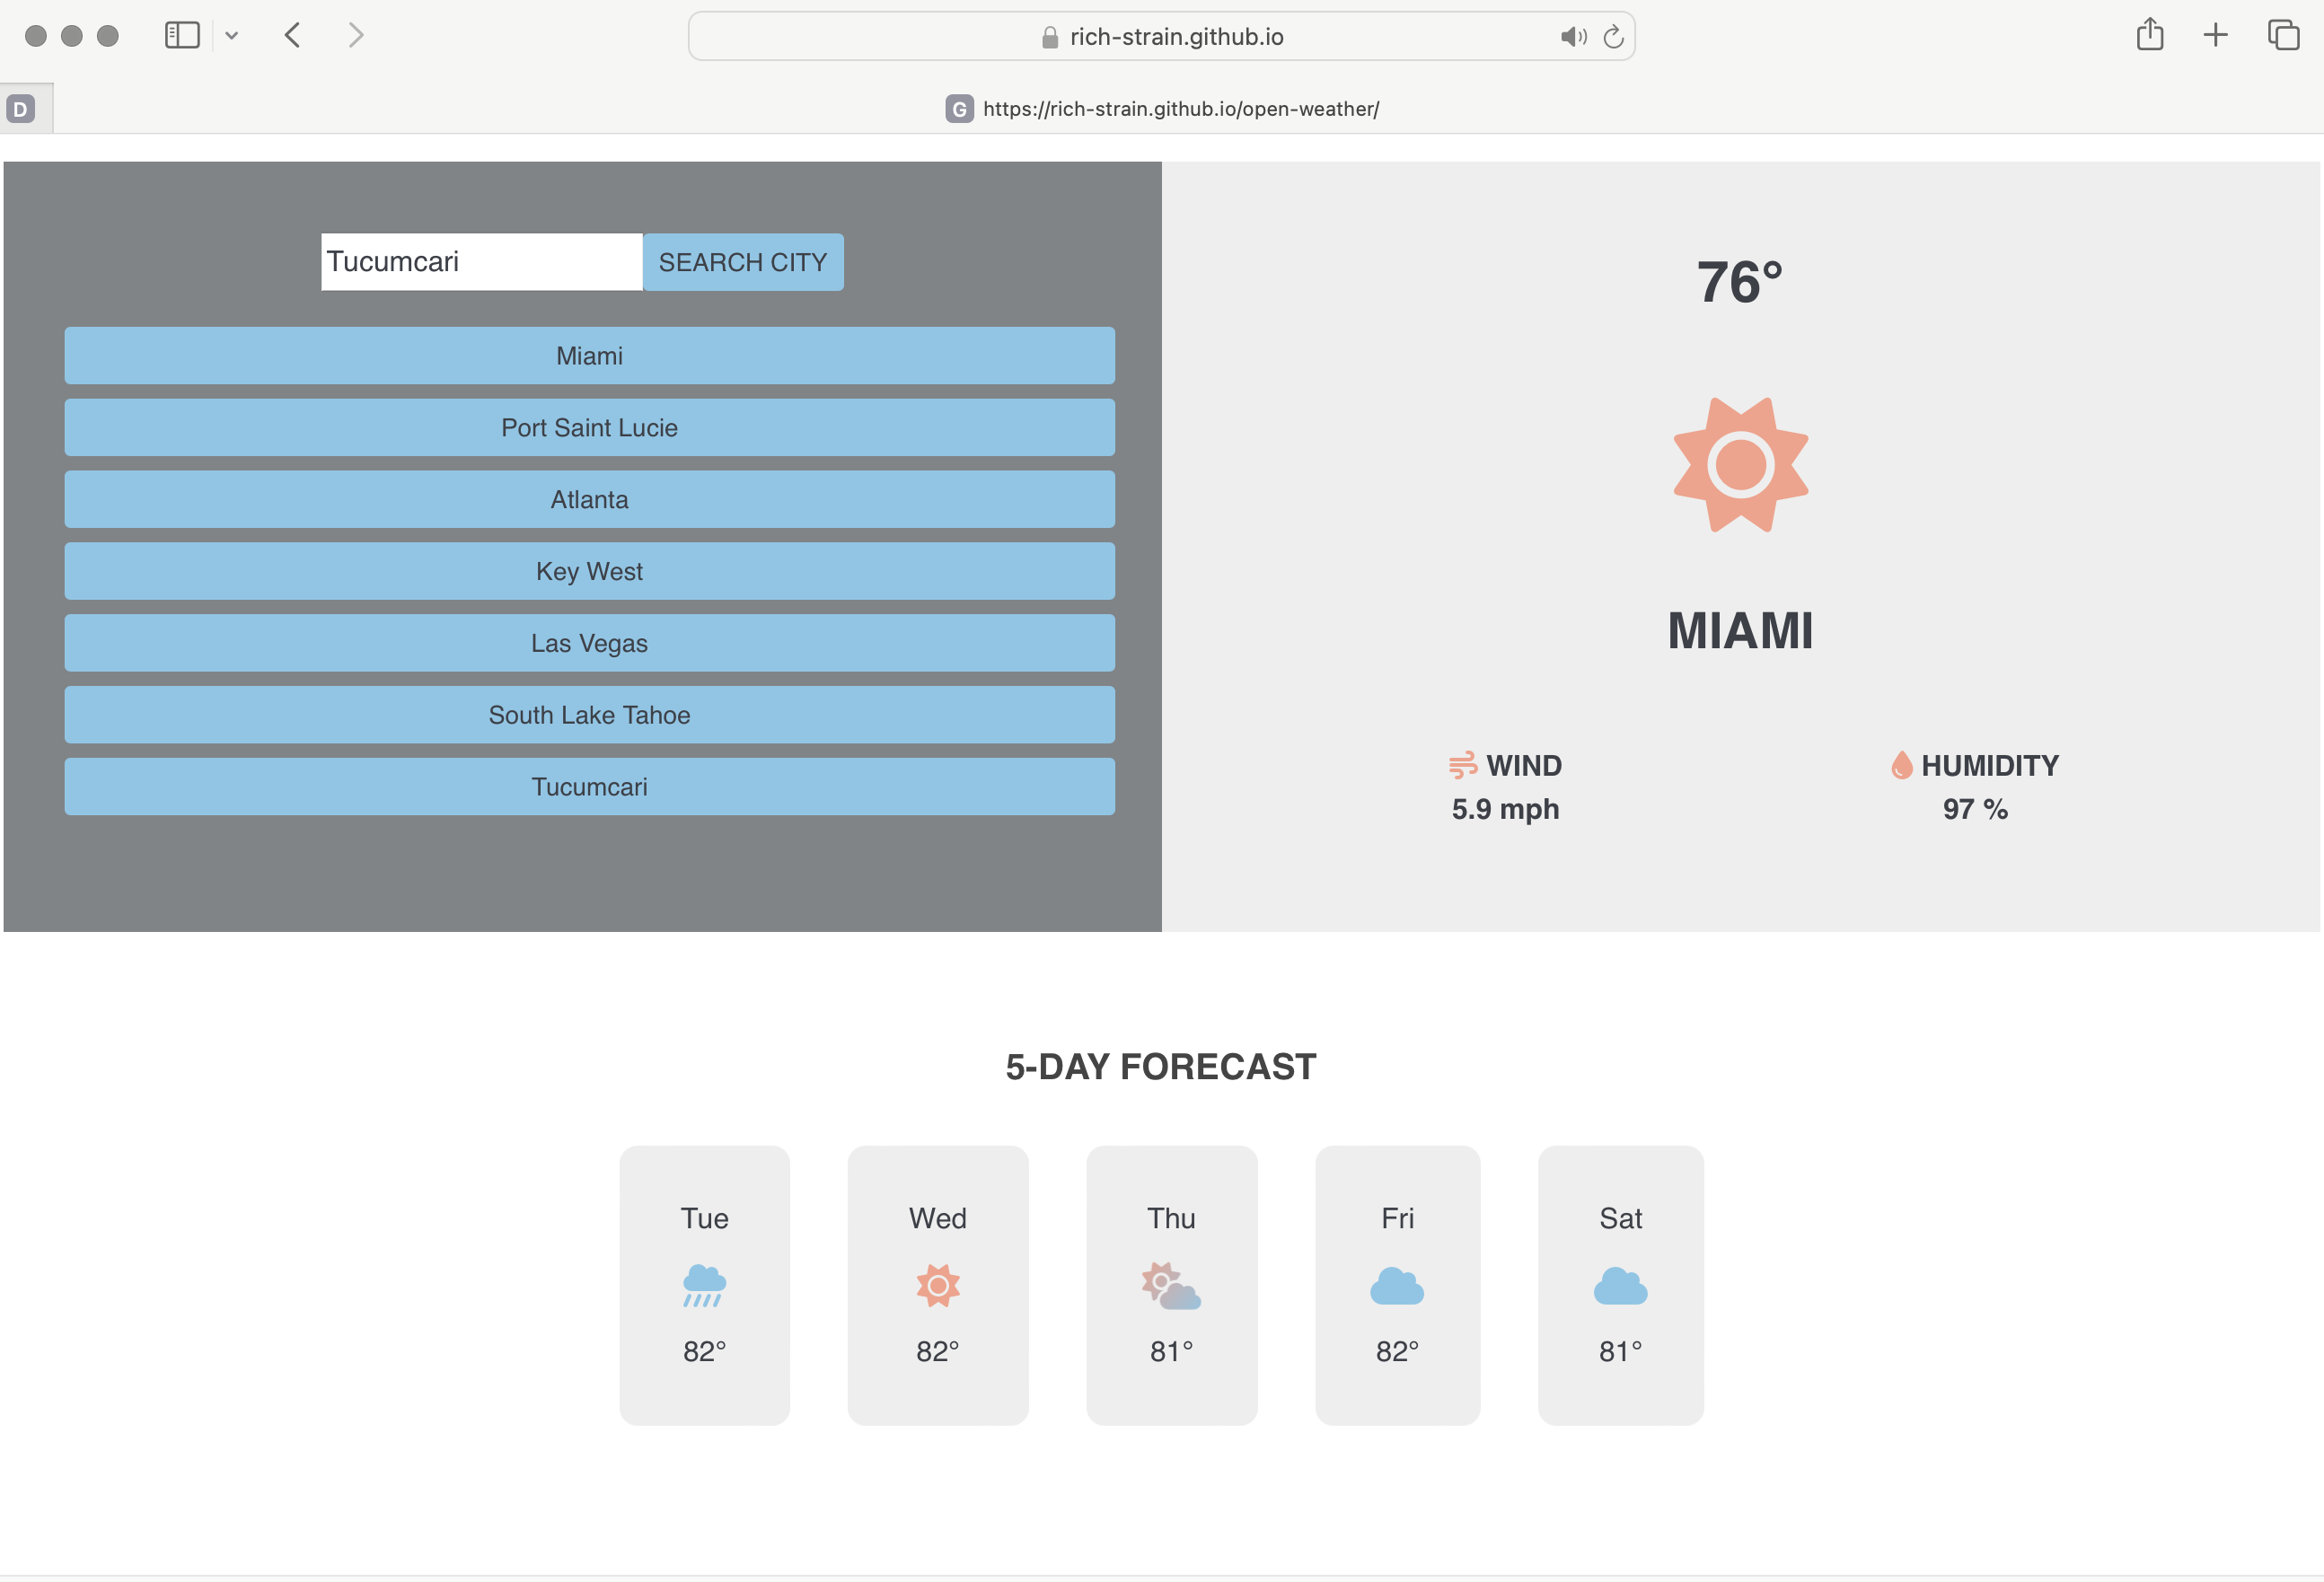 rich-strain.github.io
D
G https://rich-strain.github.io/open-weather/
Tucumcari SEARCH CITY
Miami
Port Saint Lucie
Atlanta
Key West
Las Vegas
South Lake Tahoe
Tucumcari
76°
MIAMI
WIND
5.9 mph
HUMIDITY
97 %
5-DAY FORECAST
Tue
82°
Wed
82°
Thu
81°
Fri
82°
Sat
81°